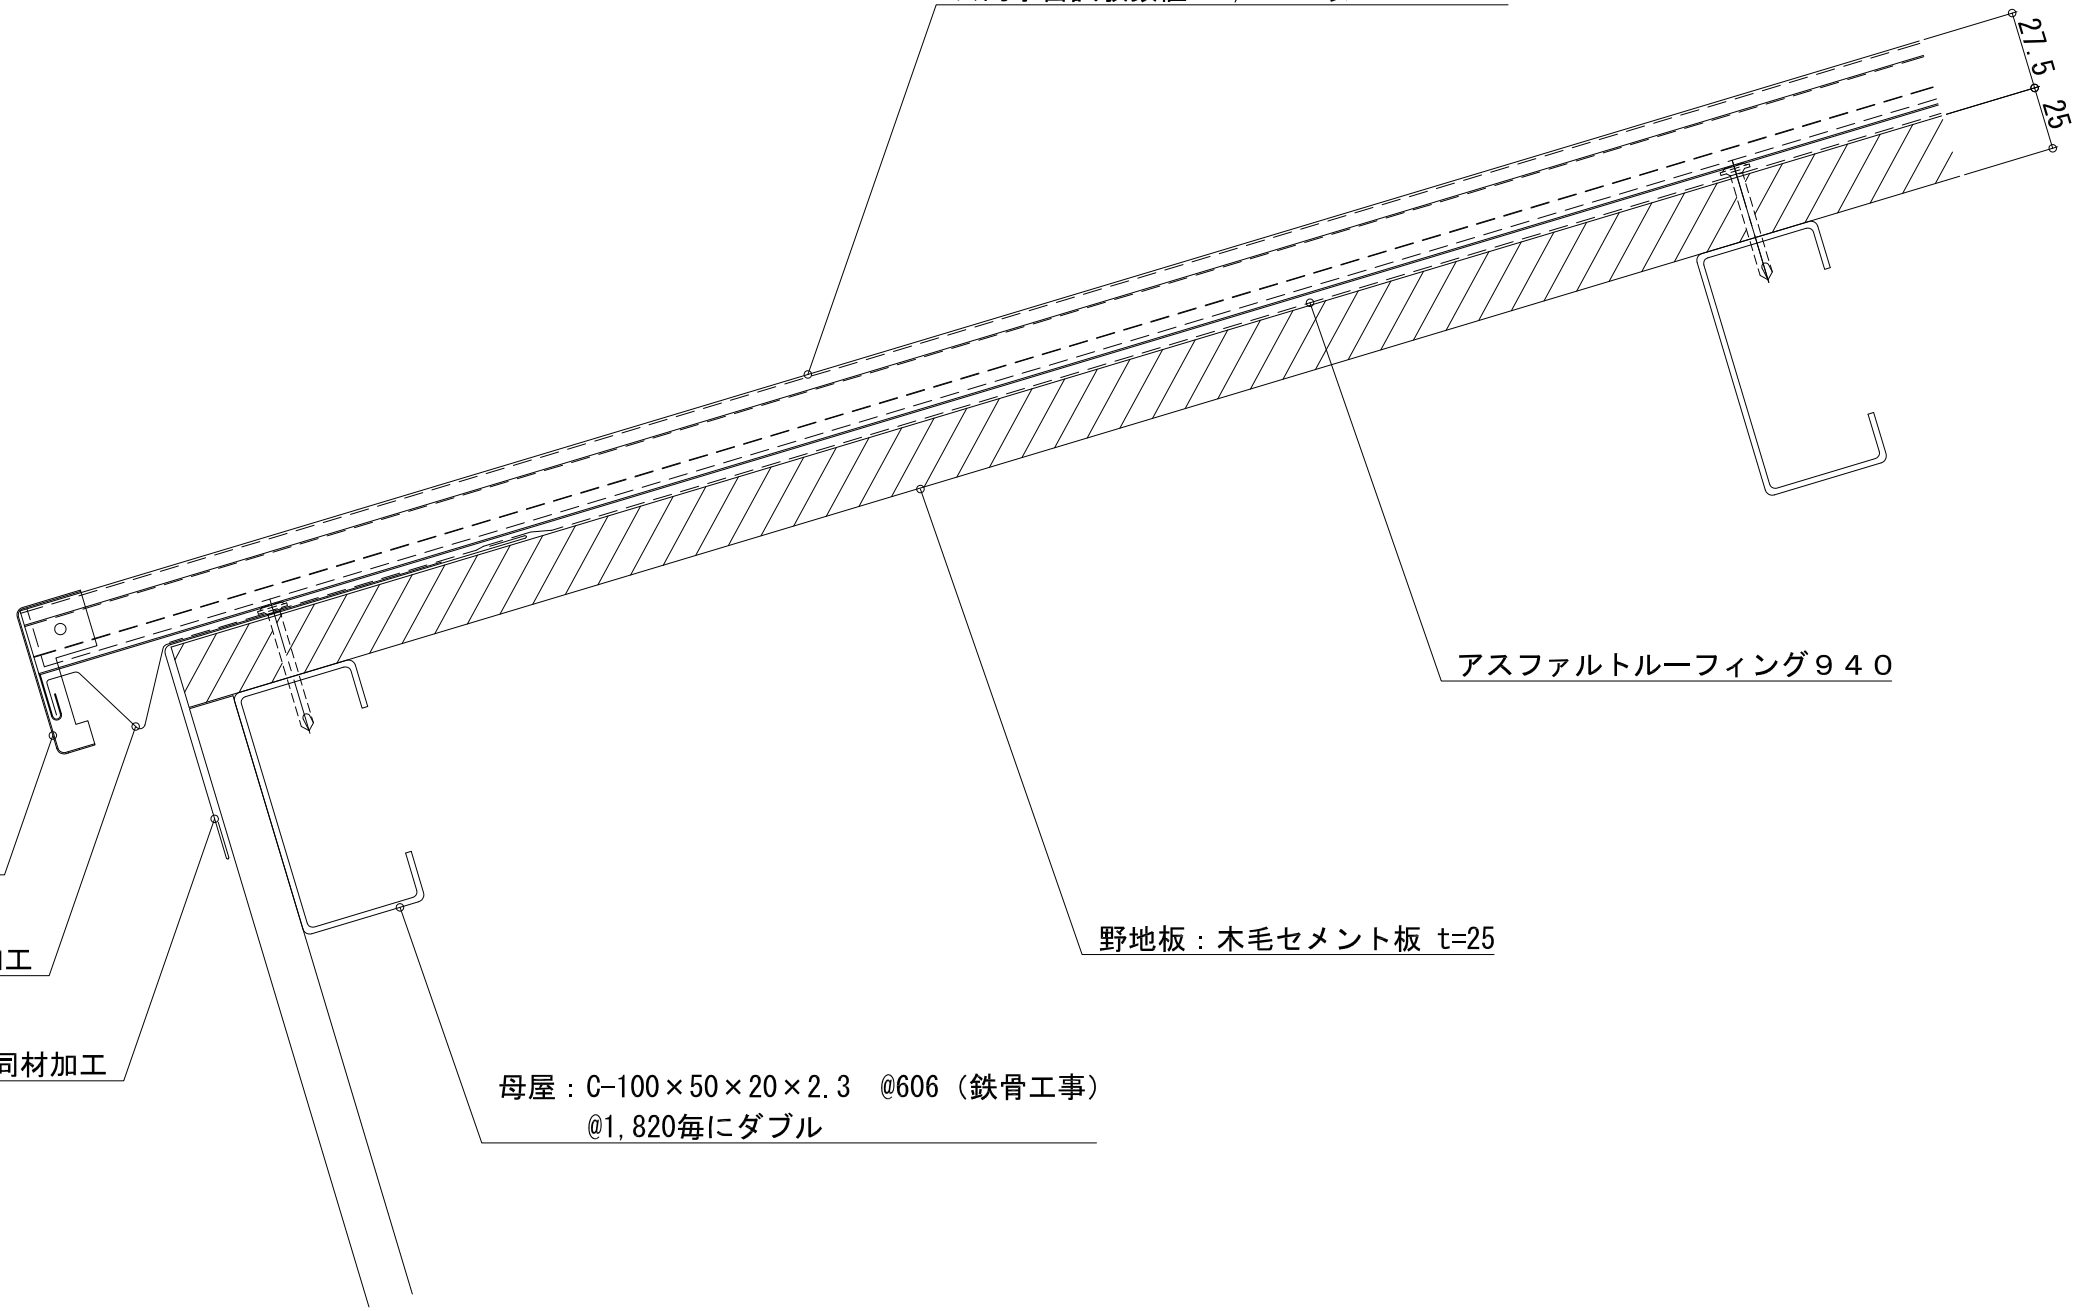 27.5
25
アスファルトルーフィング９４０
野地板：木毛セメント板 t=25
工
同材加工
母屋：C-100×50×20×2.3　@606（鉄骨工事）
@1,820毎にダブル